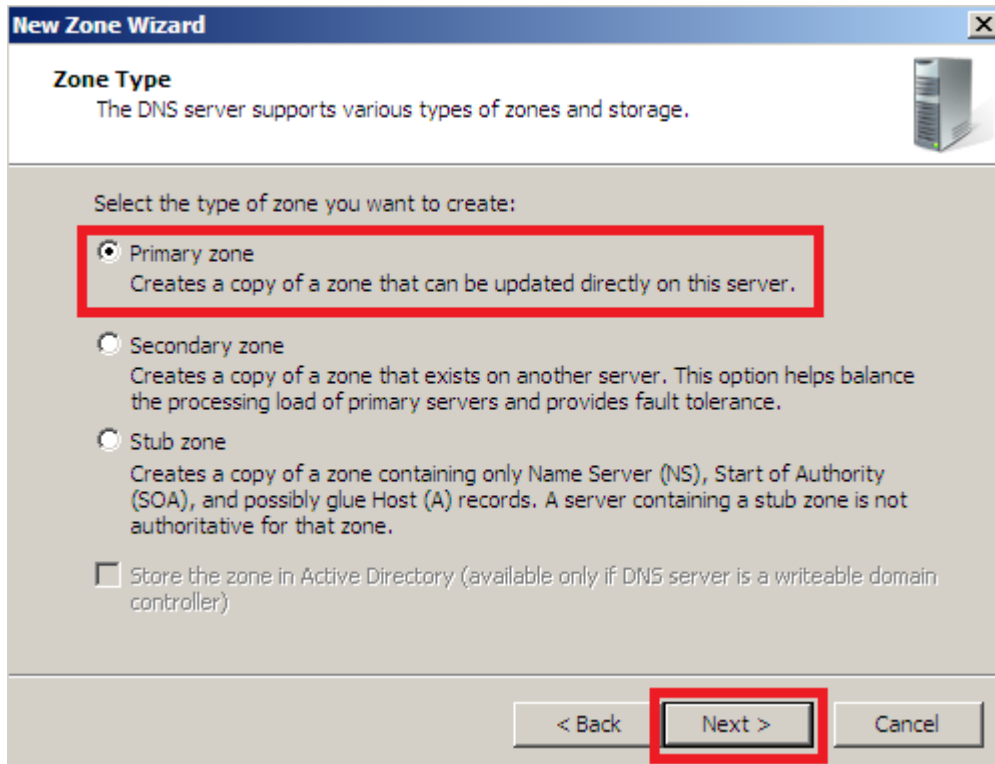 New Zone Wizard
Zone Type
The DNS server supports various types of zones and storage.
Select the type of zone you want to create:
Primary zone
Creates a copy of a zone that can be updated directly on this server.
Secondary zone
Creates a copy of a zone that exists on another server. This option helps balance
the processing load of primary servers and provides fault tolerance.
Stub zone
Creates a copy of a zone containing only Name Server (NS), Start of Authority
(SOA), and possibly glue Host (A) records. A server containing a stub zone is not
authoritative for that zone.
Store the zone in Active Directory (available only if DNS server is a writeable domain
controller)
< Back Next > Cancel